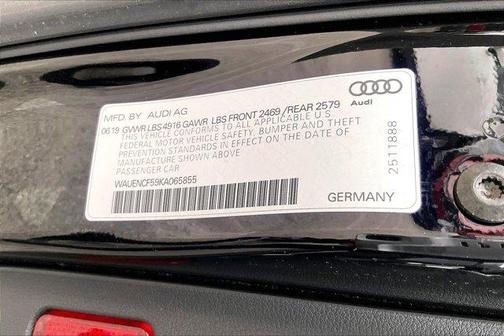 MFD. BY AUDI AG
06 19 GVWR LBS 4916 GAWR LBS FRONT 2469 / REAR 2579
THIS VEHICLE CONFORMS TO ALL APPLICABLE U.S.
FEDERAL MOTOR VEHICLE SAFETY, BUMPER AND THEFT
PREVENTION STANDARDS IN EFFECT ON THE DATE OF
MANUFACTURE SHOWN ABOVE.
PASSENGER CAR
WAUENCF59KA065855
GERMANY
Audi
2511888